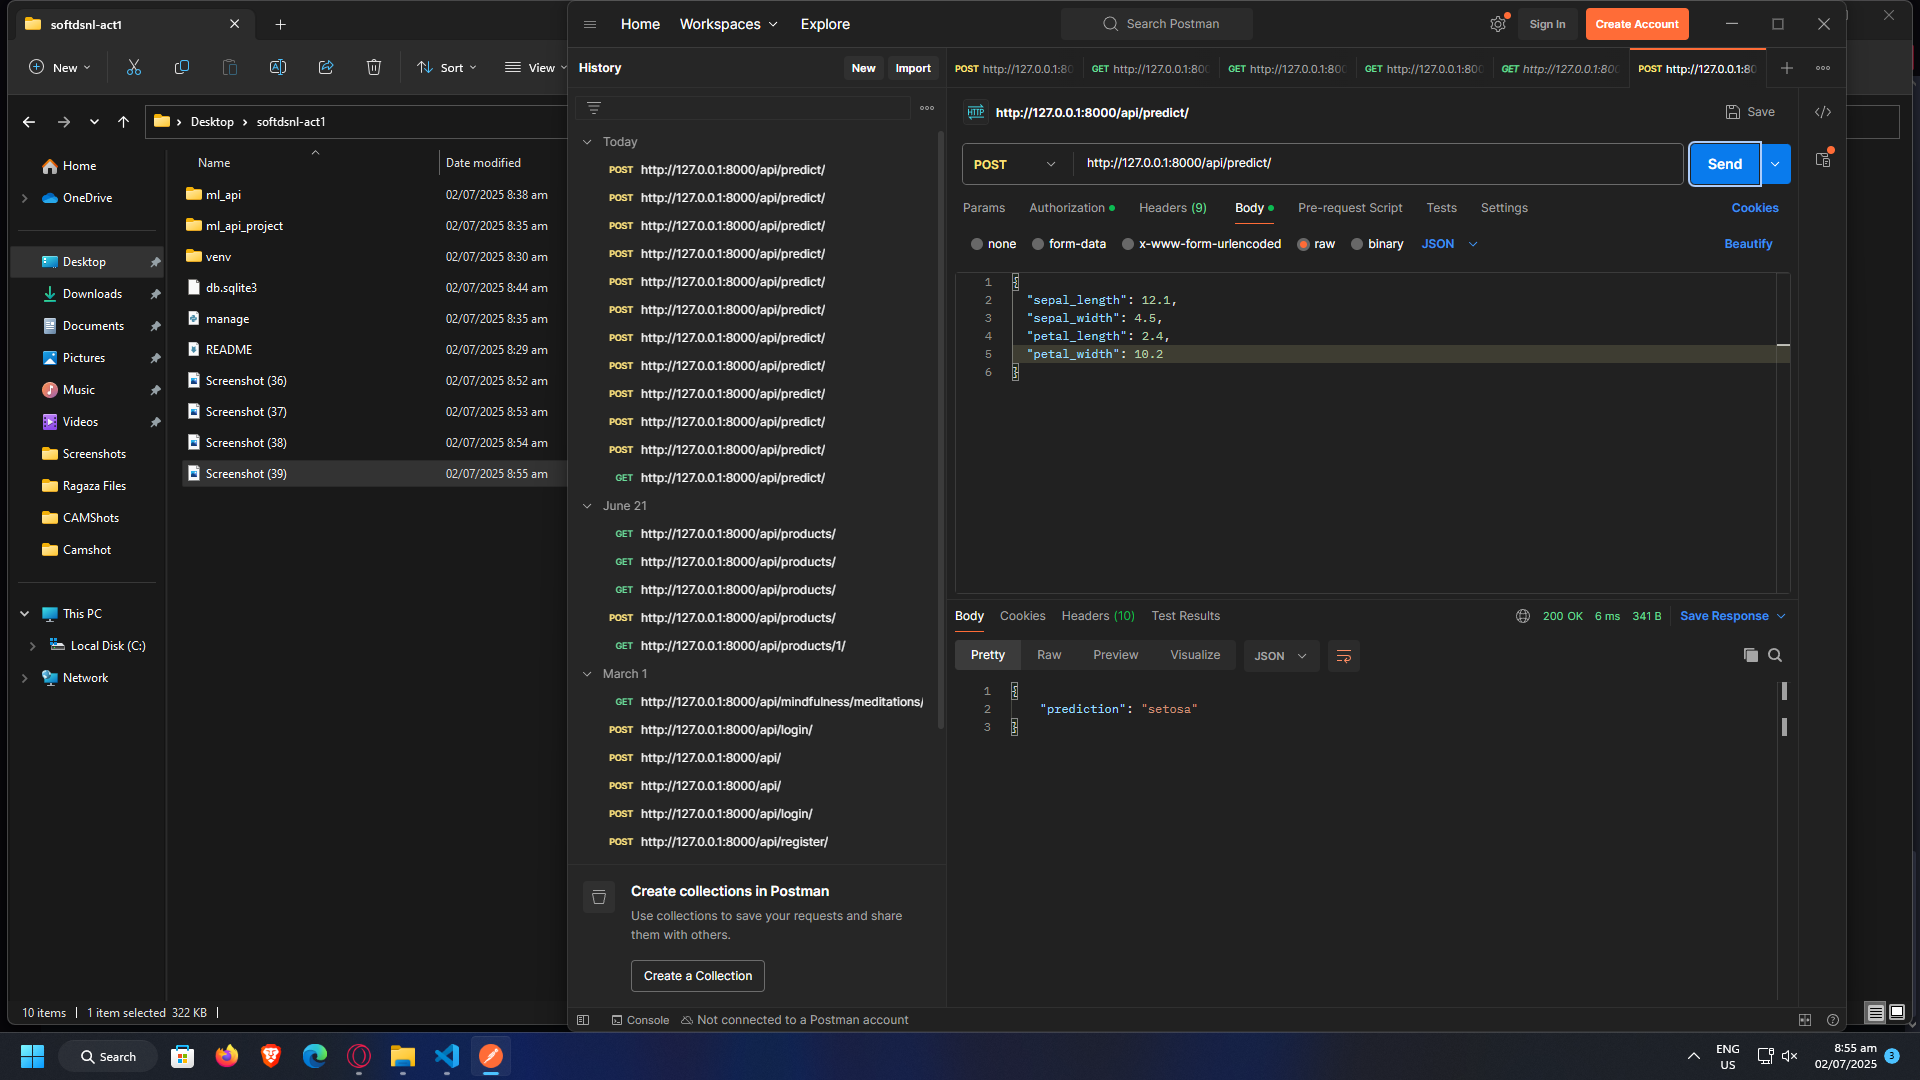 softdsnl-act1
New
Sort
View
Desktop
softdsnl-act1
Home
OneDrive
Desktop
Downloads
Documents
Pictures
Music
Videos
Screenshots
Ragaza Files
CAMShots
Camshot
This PC
Local Disk (C:)
Network
Name
Date modified
ml_api 02/07/2025 8:38 am
ml_api_project 02/07/2025 8:35 am
venv 02/07/2025 8:30 am
db.sqlite3 02/07/2025 8:44 am
manage 02/07/2025 8:35 am
README 02/07/2025 8:29 am
Screenshot (36) 02/07/2025 8:52 am
Screenshot (37) 02/07/2025 8:53 am
Screenshot (38) 02/07/2025 8:54 am
Screenshot (39) 02/07/2025 8:55 am
10 items
1 item selected 322 KB
Home
Workspaces
Explore
Search Postman
Sign In
Create Account
History
New
Import
Today
POST http://127.0.0.1:8000/api/predict/
POST http://127.0.0.1:8000/api/predict/
POST http://127.0.0.1:8000/api/predict/
POST http://127.0.0.1:8000/api/predict/
POST http://127.0.0.1:8000/api/predict/
POST http://127.0.0.1:8000/api/predict/
POST http://127.0.0.1:8000/api/predict/
POST http://127.0.0.1:8000/api/predict/
POST http://127.0.0.1:8000/api/predict/
POST http://127.0.0.1:8000/api/predict/
POST http://127.0.0.1:8000/api/predict/
GET http://127.0.0.1:8000/api/predict/
June 21
GET http://127.0.0.1:8000/api/products/
GET http://127.0.0.1:8000/api/products/
GET http://127.0.0.1:8000/api/products/
POST http://127.0.0.1:8000/api/products/
GET http://127.0.0.1:8000/api/products/1/
March 1
GET http://127.0.0.1:8000/api/mindfulness/meditations/
POST http://127.0.0.1:8000/api/login/
POST http://127.0.0.1:8000/api/
POST http://127.0.0.1:8000/api/
POST http://127.0.0.1:8000/api/login/
POST http://127.0.0.1:8000/api/register/
Create collections in Postman
Use collections to save your requests and share
them with others.
Create a Collection
POST http://127.0.0.1:80
GET http://127.0.0.1:800
GET http://127.0.0.1:800
GET http://127.0.0.1:800
GET http://127.0.0.1:800
POST http://127.0.0.1:80
HTTP
http://127.0.0.1:8000/api/predict/
Save
POST
http://127.0.0.1:8000/api/predict/
Send
Params
Authorization
Headers (9)
Body
Pre-request Script
Tests
Settings
Cookies
none
form-data
x-www-form-urlencoded
raw
binary
JSON
Beautify
1 {
2 "sepal_length": 12.1,
3 "sepal_width": 4.5,
4 "petal_length": 2.4,
5 "petal_width": 10.2
6 }
Body
Cookies
Headers (10)
Test Results
200 OK
6 ms
341 B
Save Response
Pretty
Raw
Preview
Visualize
JSON
1 {
2 "prediction": "setosa"
3 }
Console
Not connected to a Postman account
Search
ENG
US
8:55 am
02/07/2025
3